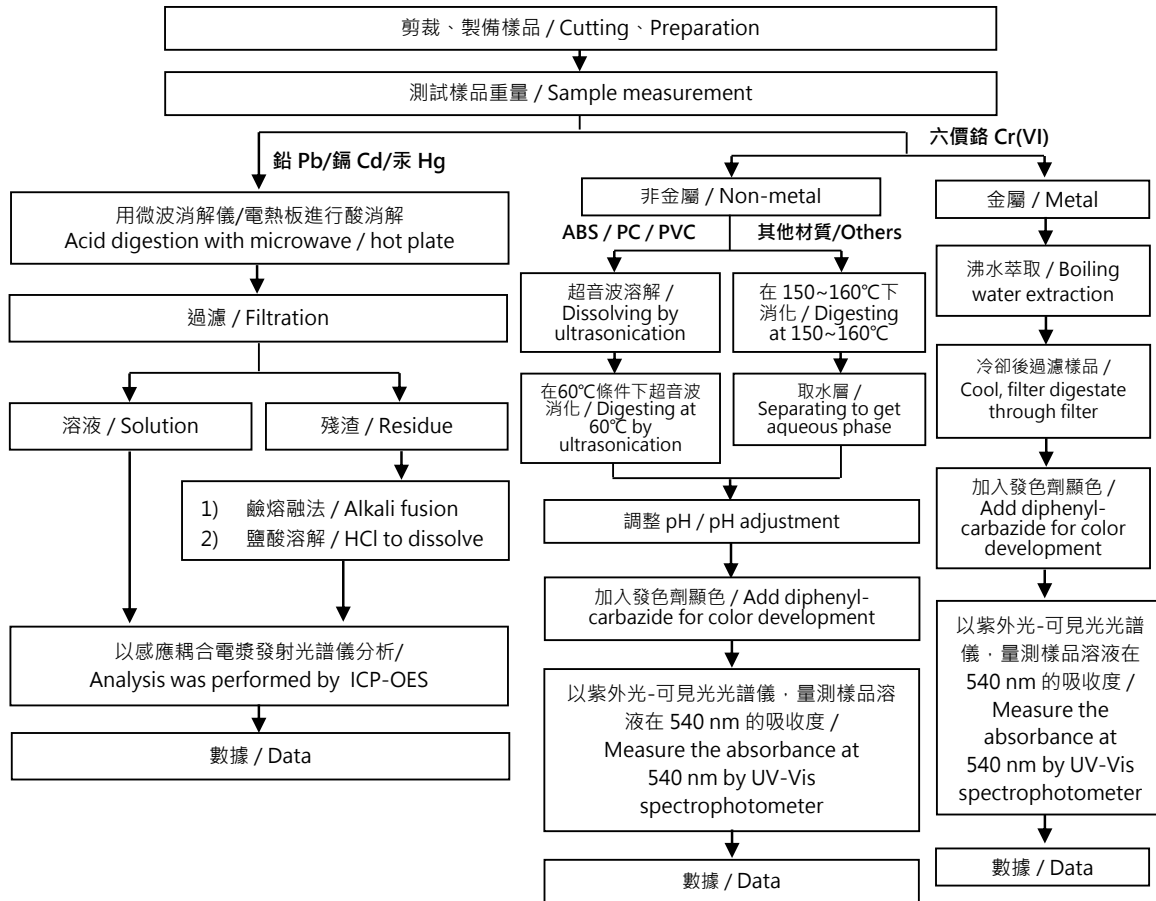 剪裁、製備樣品 / Cutting、Preparation
測試樣品重量 / Sample measurement
鉛 Pb/鎘 Cd/汞 Hg
用微波消解儀/電熱板進行酸消解
Acid digestion with microwave / hot plate
過濾 / Filtration
溶液 / Solution
殘渣 / Residue
1) 鹼熔融法 / Alkali fusion
2) 鹽酸溶解 / HCl to dissolve
以感應耦合電漿發射光譜儀分析/
Analysis was performed by ICP-OES
數據 / Data
六價鉻 Cr(VI)
非金屬 / Non-metal
ABS / PC / PVC
超音波溶解 /
Dissolving by
ultrasonication
在60℃條件下超音波
消化 / Digesting at
60℃ by
ultrasonication
其他材質/Others
在 150~160℃下
消化 / Digesting
at 150~160℃
取水層 /
Separating to get
aqueous phase
調整 pH / pH adjustment
加入發色劑顯色 / Add diphenyl-
carbazide for color development
以紫外光-可見光光譜儀，量測樣品溶
液在 540 nm 的吸收度 /
Measure the absorbance at
540 nm by UV-Vis
spectrophotometer
數據 / Data
金屬 / Metal
沸水萃取 / Boiling
water extraction
冷卻後過濾樣品 /
Cool, filter digestate
through filter
加入發色劑顯色 /
Add diphenyl-
carbazide for color
development
以紫外光-可見光光譜
儀，量測樣品溶液在
540 nm 的吸收度 /
Measure the
absorbance at
540 nm by UV-Vis
spectrophotometer
數據 / Data